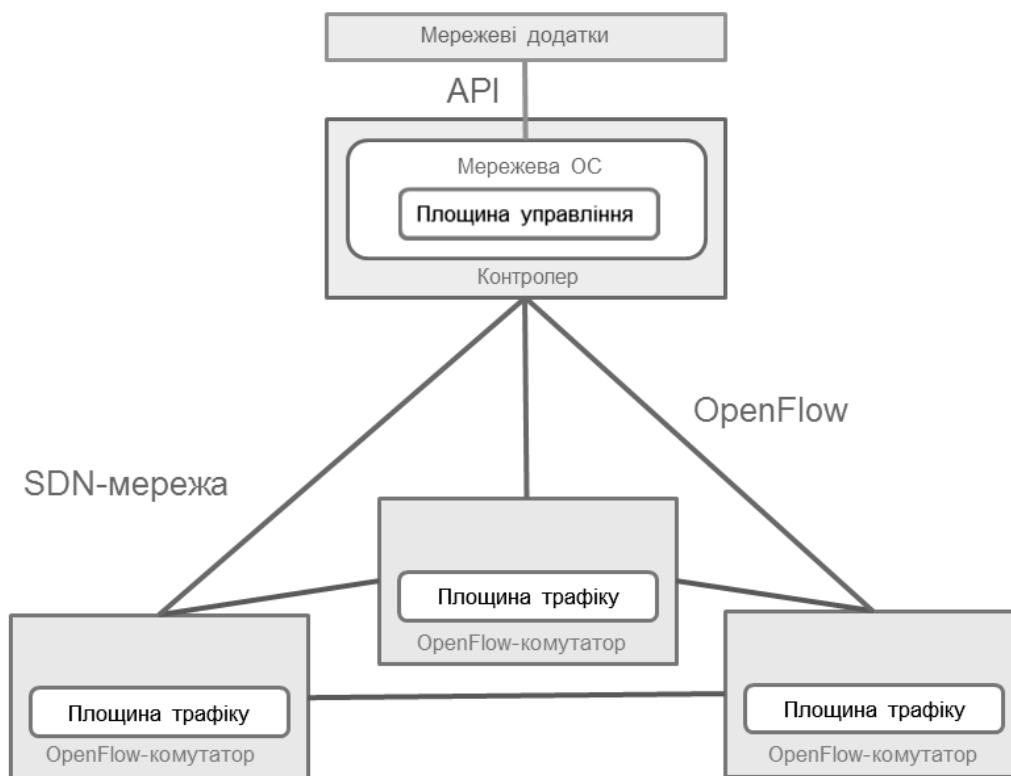 Мережеві додатки
API
Мережева ОС
Площина управління
Контролер
OpenFlow
SDN-мережа
Площина трафіку
OpenFlow-комутатор
Площина трафіку
OpenFlow-комутатор
Площина трафіку
OpenFlow-комутатор